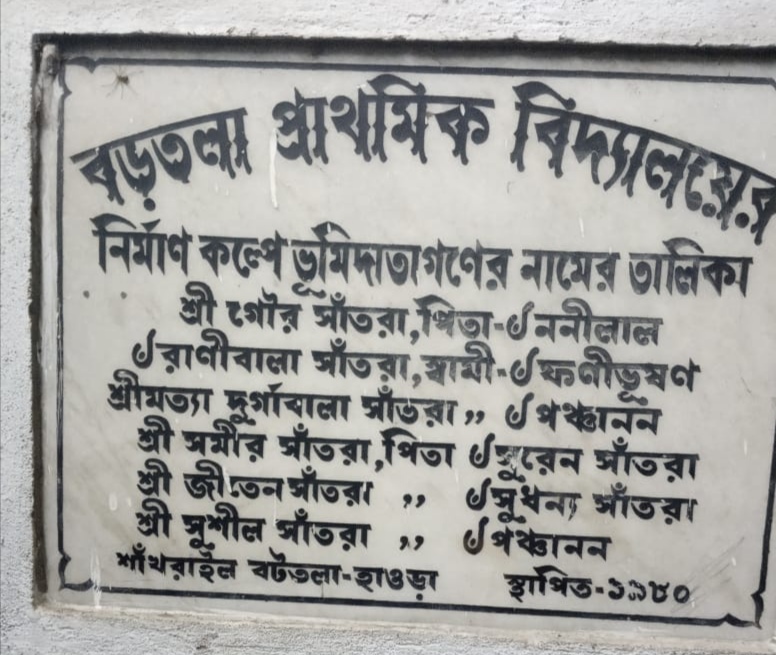 বড়তলা প্রাথমিক বিদ্যালয়ের
নির্মাণ কল্পে ভূমিদাতাগণের নামের তালিকা
শ্রী গৌর সাঁতরা, পিতা-ঁননীলাল
ঁরাণীবালা সাঁতরা, স্বামী-ঁফণীভূষণ
শ্রীমত্যা দুর্গাবালা সাঁতরা ,, ঁপঞ্চানন
শ্রী সমীর সাঁতরা, পিতা ঁসুরেন সাঁতরা
শ্রী জীতেন সাঁতরা ,, ঁসুধন্য সাঁতরা
শ্রী সুশীল সাঁতরা ,, ঁপঞ্চানন
শাঁখরাইল বটতলা-হাওড়া স্থাপিত-১৯৮০